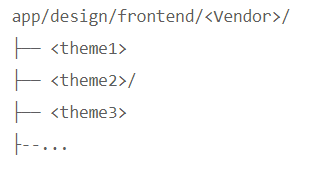 app/design/frontend/<Vendor>/
├── <theme1>
├── <theme2>/
├── <theme3>
├--...